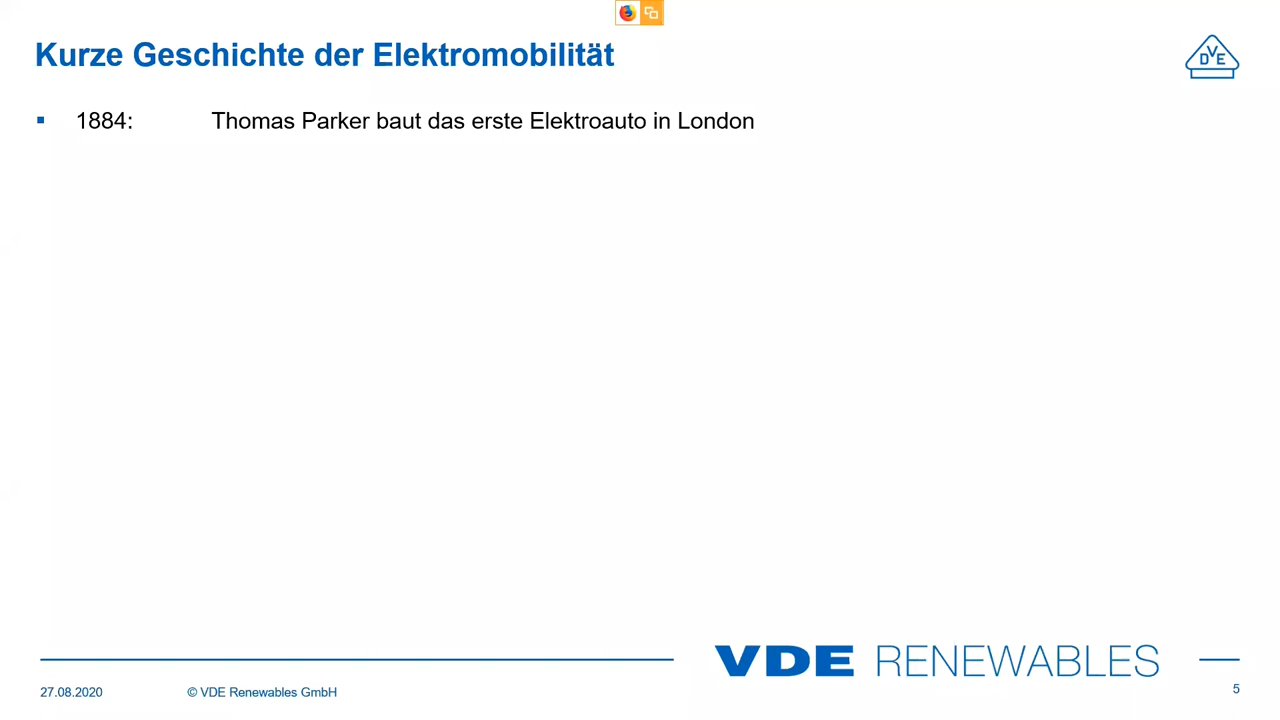 Kurze Geschichte der Elektromobilität
DVE
▪ 1884: Thomas Parker baut das erste Elektroauto in London
VDE RENEWABLES
27.08.2020 © VDE Renewables GmbH 5